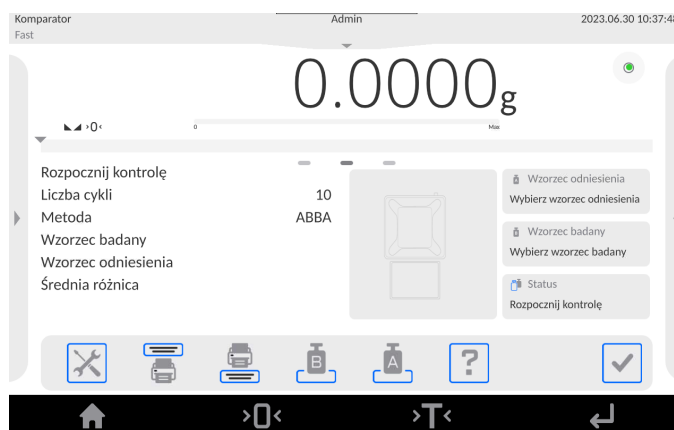 Komparator
Admin
2023.06.30 10:37:48
Fast
0.0000g
>0<
0
Max
Rozpocznij kontrolę
Liczba cykli 10
Metoda ABBA
Wzorzec badany
Wzorzec odniesienia
Średnia różnica
Wzorzec odniesienia
Wybierz wzorzec odniesienia
Wzorzec badany
Wybierz wzorzec badany
Status
Rozpocznij kontrolę
B
A
?
>0<
>T<